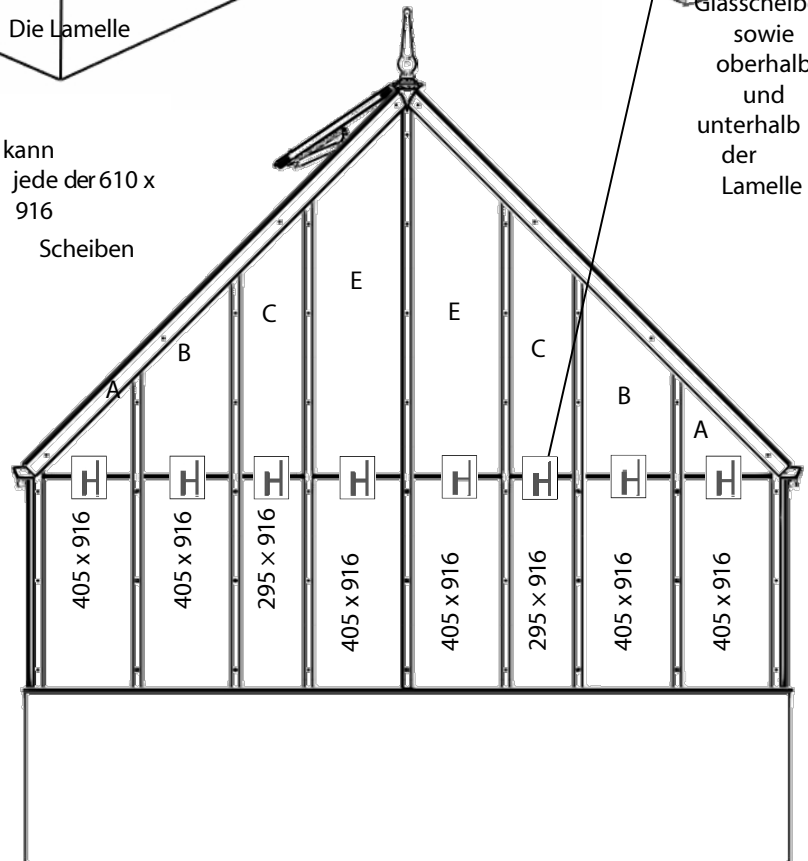 Die Lamelle
kann
jede der 610 x
916
Scheiben
Glasscheibe
sowie
oberhalb
und
unterhalb
der
Lamelle
E
E
C
C
B
B
A
A
H
H
H
H
H
H
H
H
405 x 916
405 x 916
295 × 916
405 x 916
405 x 916
295 × 916
405 x 916
405 x 916